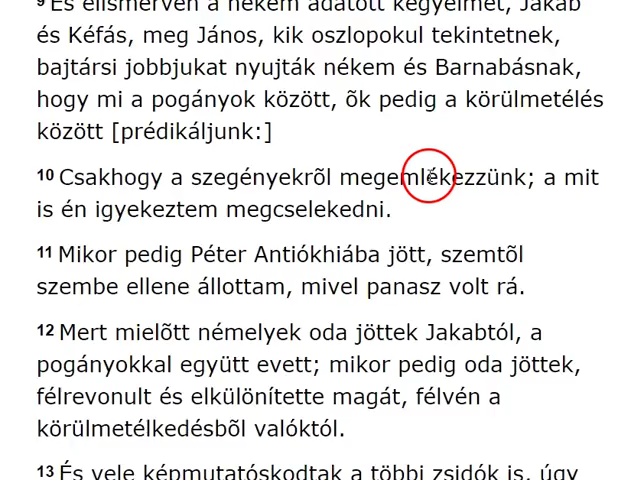 9 És elismervén a nékem adatott kegyelmet, Jakab
és Kéfás, meg János, kik oszlopokul tekintetnek,
bajtársi jobbjukat nyujták nékem és Barnabásnak,
hogy mi a pogányok között, õk pedig a körülmetélés
között [prédikáljunk:]
10 Csakhogy a szegényekrõl megemlékezzünk; a mit
is én igyekeztem megcselekedni.
11 Mikor pedig Péter Antiókhiába jött, szemtõl
szembe ellene állottam, mivel panasz volt rá.
12 Mert mielõtt némelyek oda jöttek Jakabtól, a
pogányokkal együtt evett; mikor pedig oda jöttek,
félrevonult és elkülönítette magát, félvén a
körülmetélkedésbõl valóktól.
13 És vele képmutatóskodtak a többi zsidók is, úgy